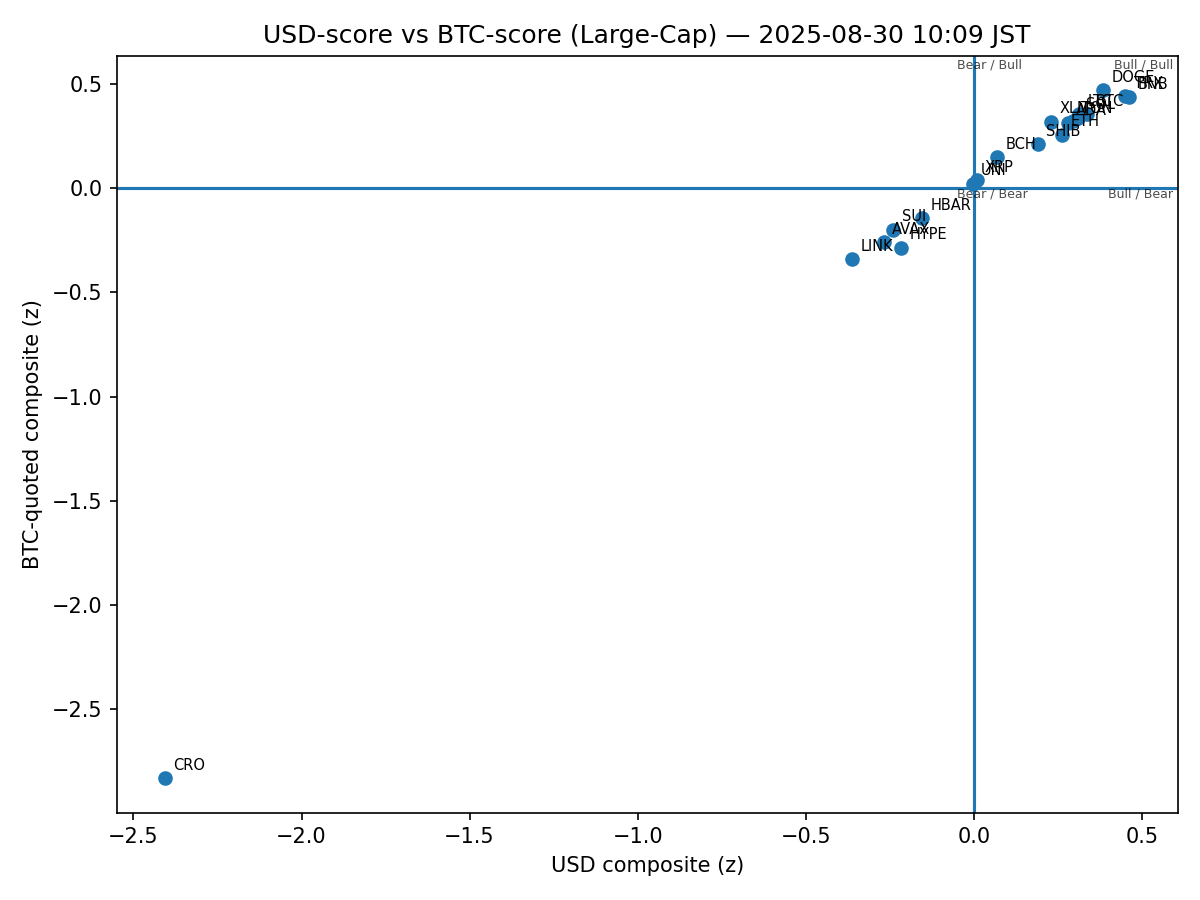 USD-score vs BTC-score (Large-Cap) — 2025-08-30 10:09 JST
Bear / Bull
Bull / Bull
DOGE
BNB
XLM
BTC
ETH
SHIB
BCH
XRP
UNI
Bear / Bear
Bull / Bear
HBAR
SUI
AVAX
HYPE
LINK
CRO
0.5
0.0
−0.5
−1.0
−1.5
−2.0
−2.5
BTC-quoted composite (z)
−2.5
−2.0
−1.5
−1.0
−0.5
0.0
0.5
USD composite (z)